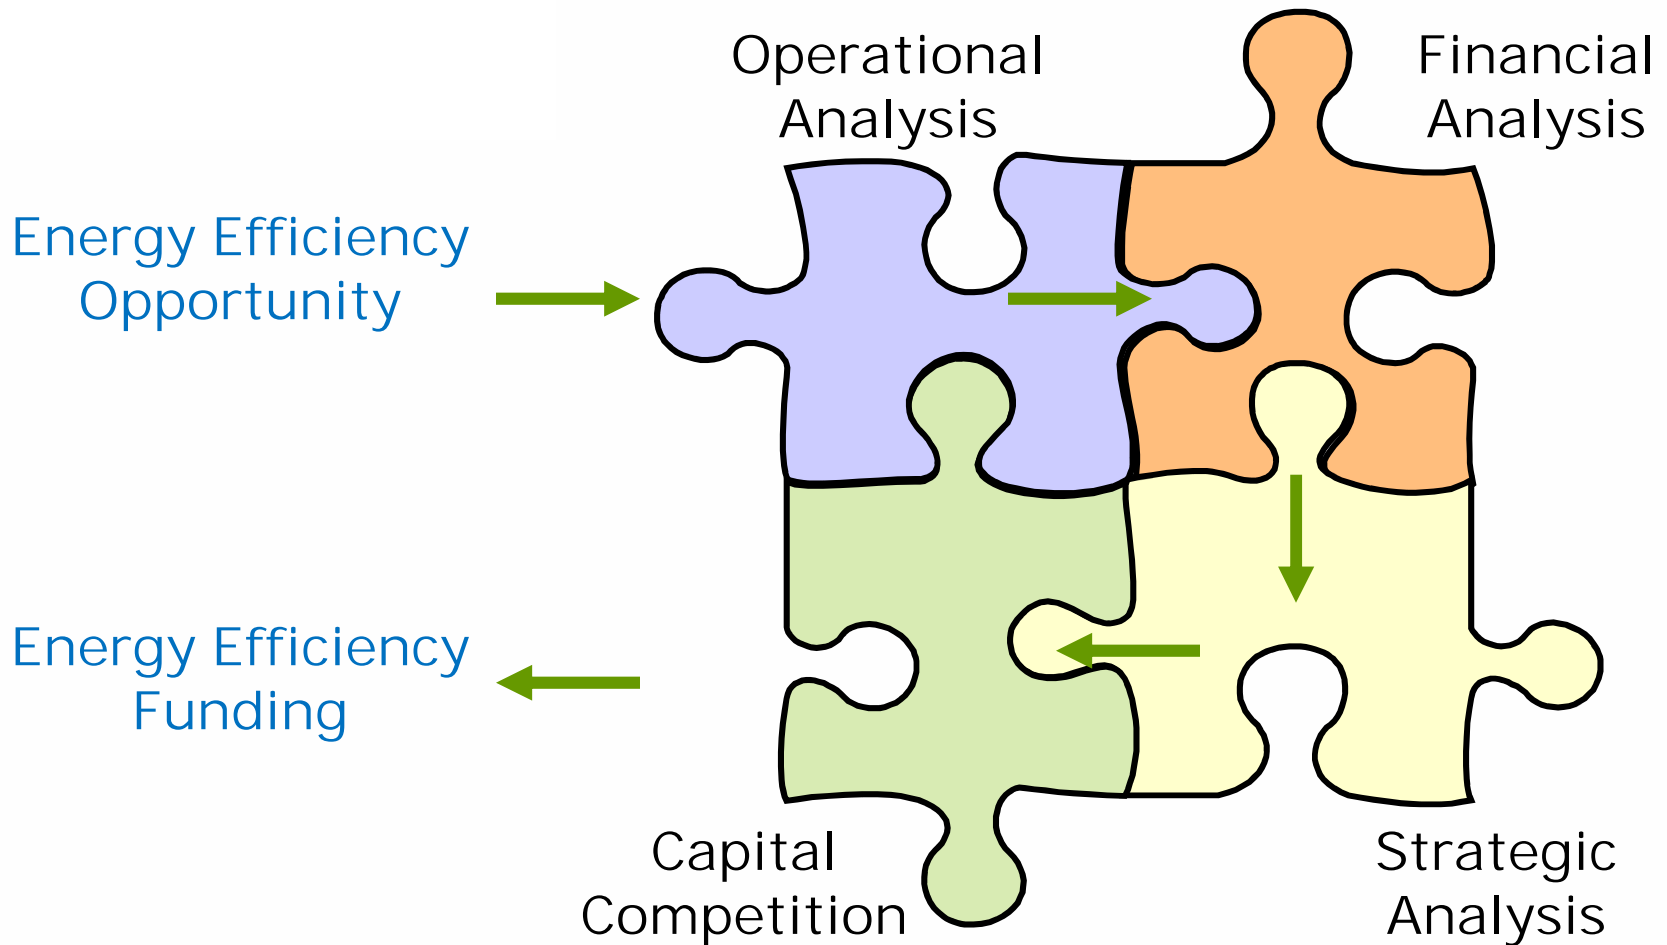 Operational
Analysis
Financial
Analysis
Energy Efficiency
Opportunity
Energy Efficiency
Funding
Capital
Competition
Strategic
Analysis